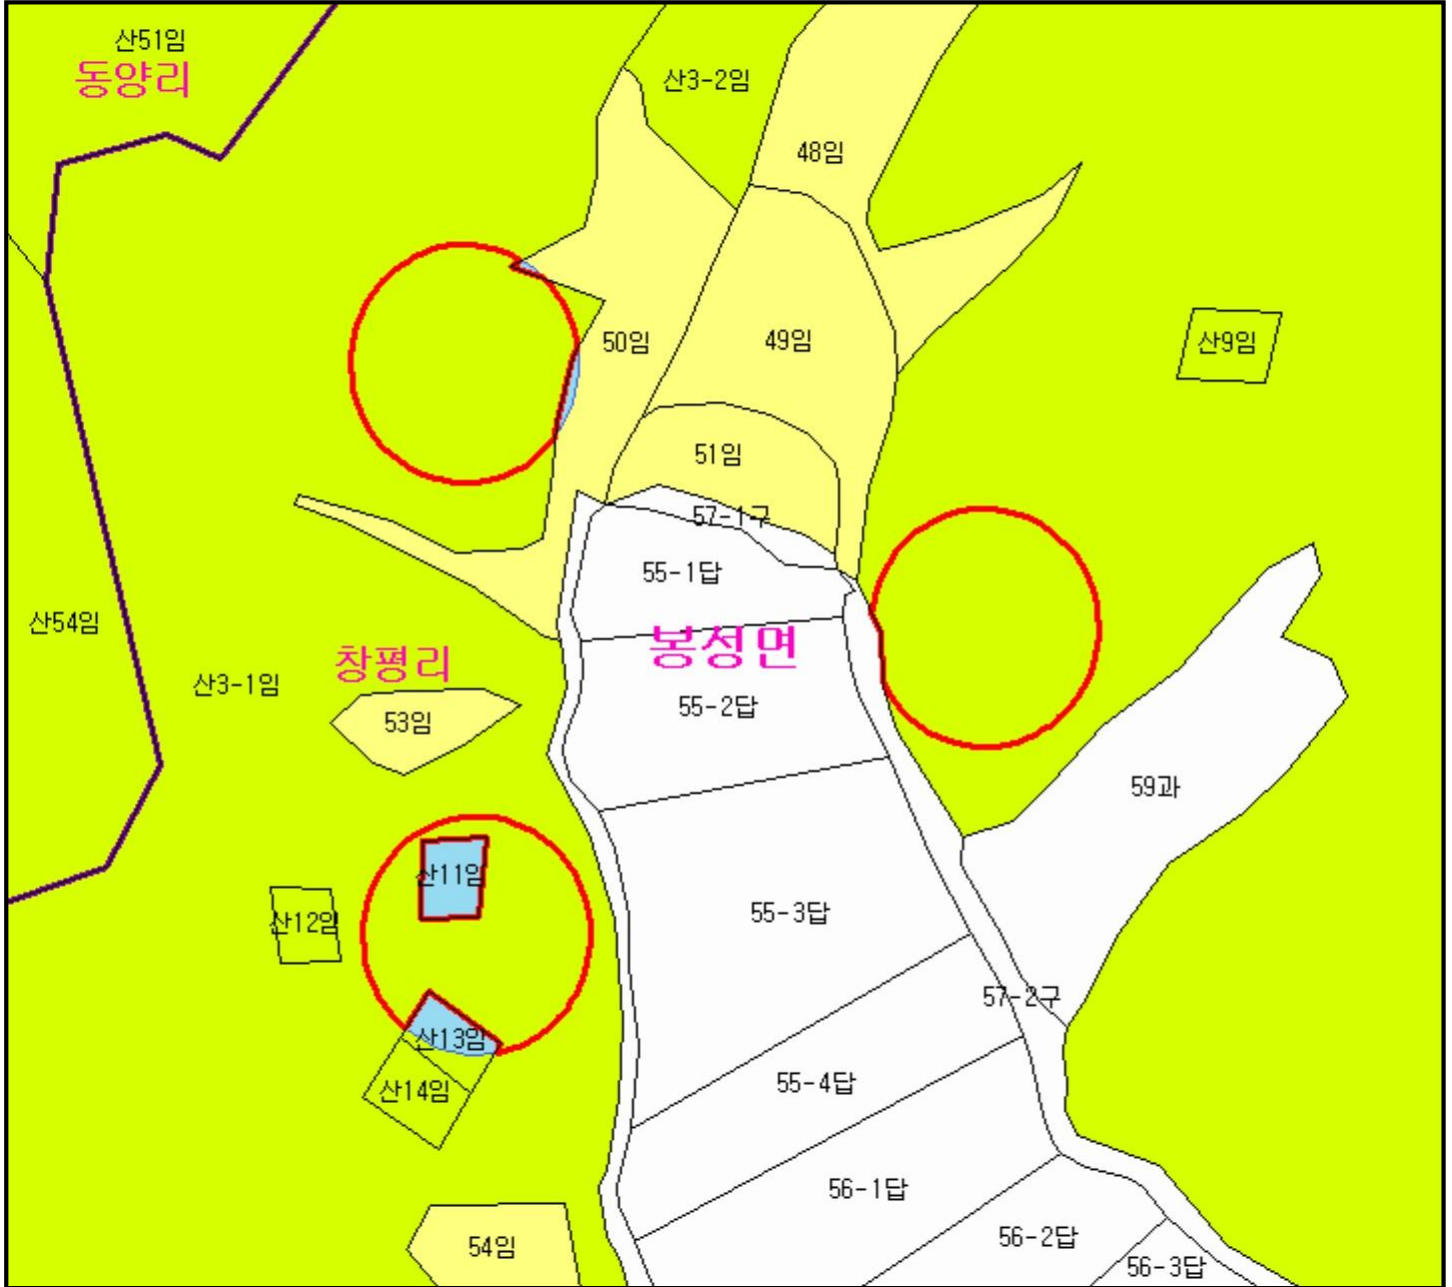 산51임
동양리
산3-2임
48임
50임
49임
산9임
51임
57-1구
55-1답
산54임
봉성면
창평리
산3-1임
55-2답
53임
59과
산11임
55-3답
산12임
57-2구
산13임
55-4답
산14임
56-1답
56-2답
54임
56-3답